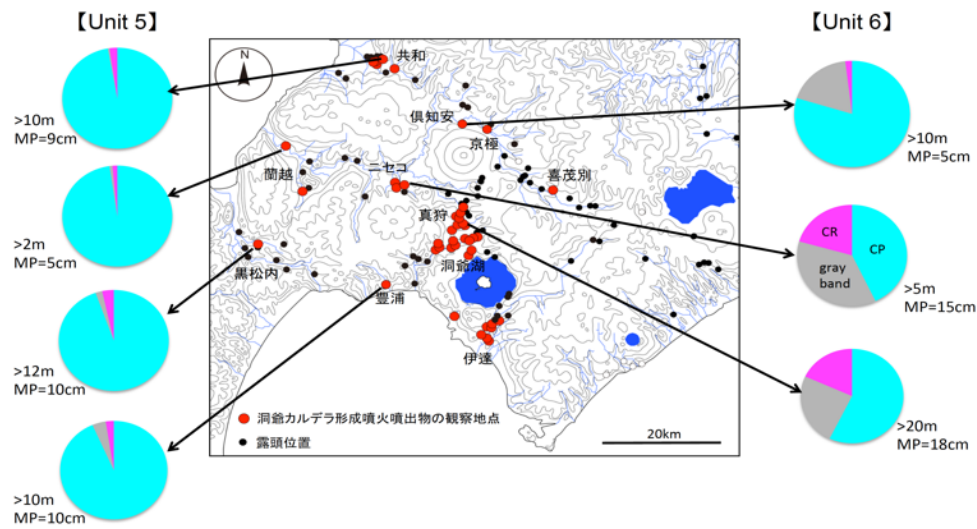 【Unit 5】
【Unit 6】
N
共和
倶知安
京極
喜茂別
蘭越
ニセコ
真狩
洞爺湖
黒松内
豊浦
伊達
洞爺カルデラ形成噴火噴出物の観察地点
露頭位置
20km
>10m
MP=9cm
>2m
MP=5cm
>12m
MP=10cm
>10m
MP=10cm
>10m
MP=5cm
CR
CP
gray
band
>5m
MP=15cm
>20m
MP=18cm